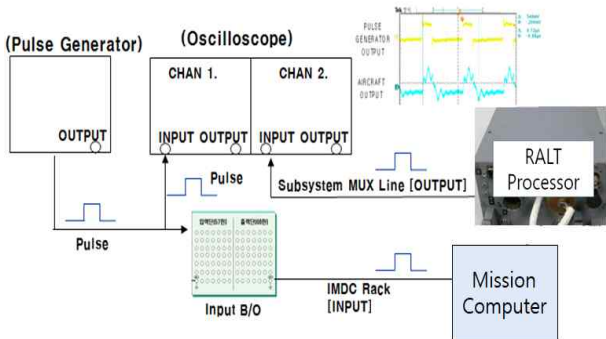 (Pulse Generator)
(Oscilloscope)
PULSE
GENERATOR
OUTPUT
AIRCRAFT
OUTPUT
CHAN 1.
CHAN 2.
OUTPUT
INPUT OUTPUT
INPUT OUTPUT
Pulse
Subsystem MUX Line [OUTPUT]
RALT
Processor
Pulse
Input B/O
IMDC Rack
[INPUT]
Mission
Computer